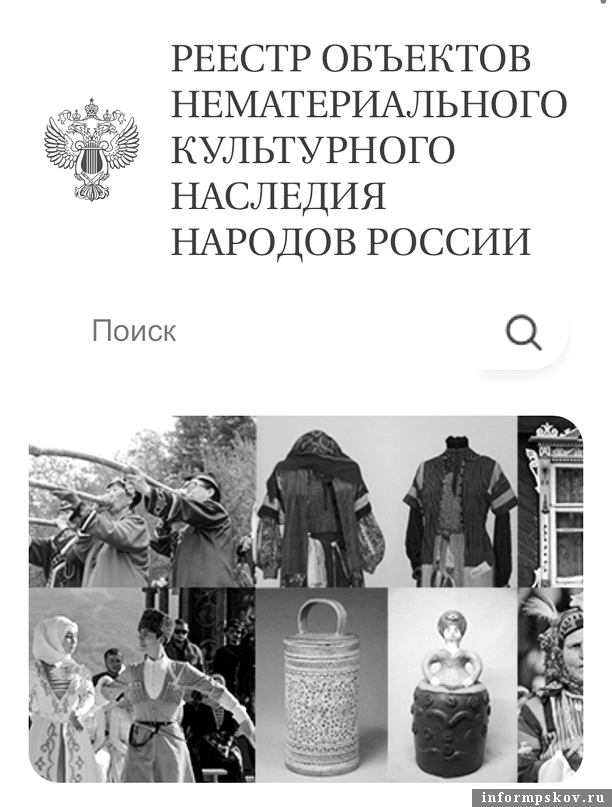 РЕЕСТР ОБЪЕКТОВ
НЕМАТЕРИАЛЬНОГО
КУЛЬТУРНОГО
НАСЛЕДИЯ
НАРОДОВ РОССИИ
Поиск
informpskov.ru